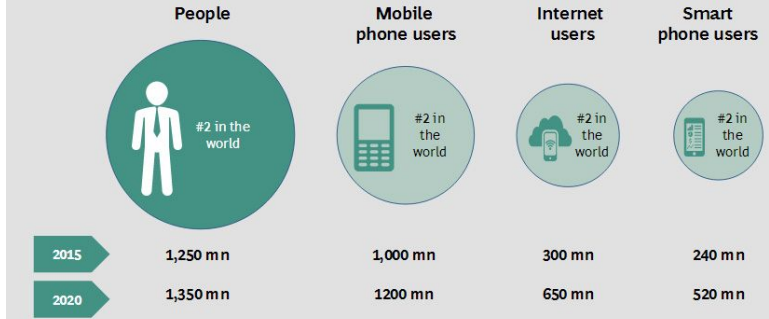 People
Mobile
phone users
Internet
users
Smart
phone users
#2 in the
world
#2 in
the
world
#2 in
the
world
#2 in
the
world
2015
1,250 mn
1,000 mn
300 mn
240 mn
2020
1,350 mn
1200 mn
650 mn
520 mn